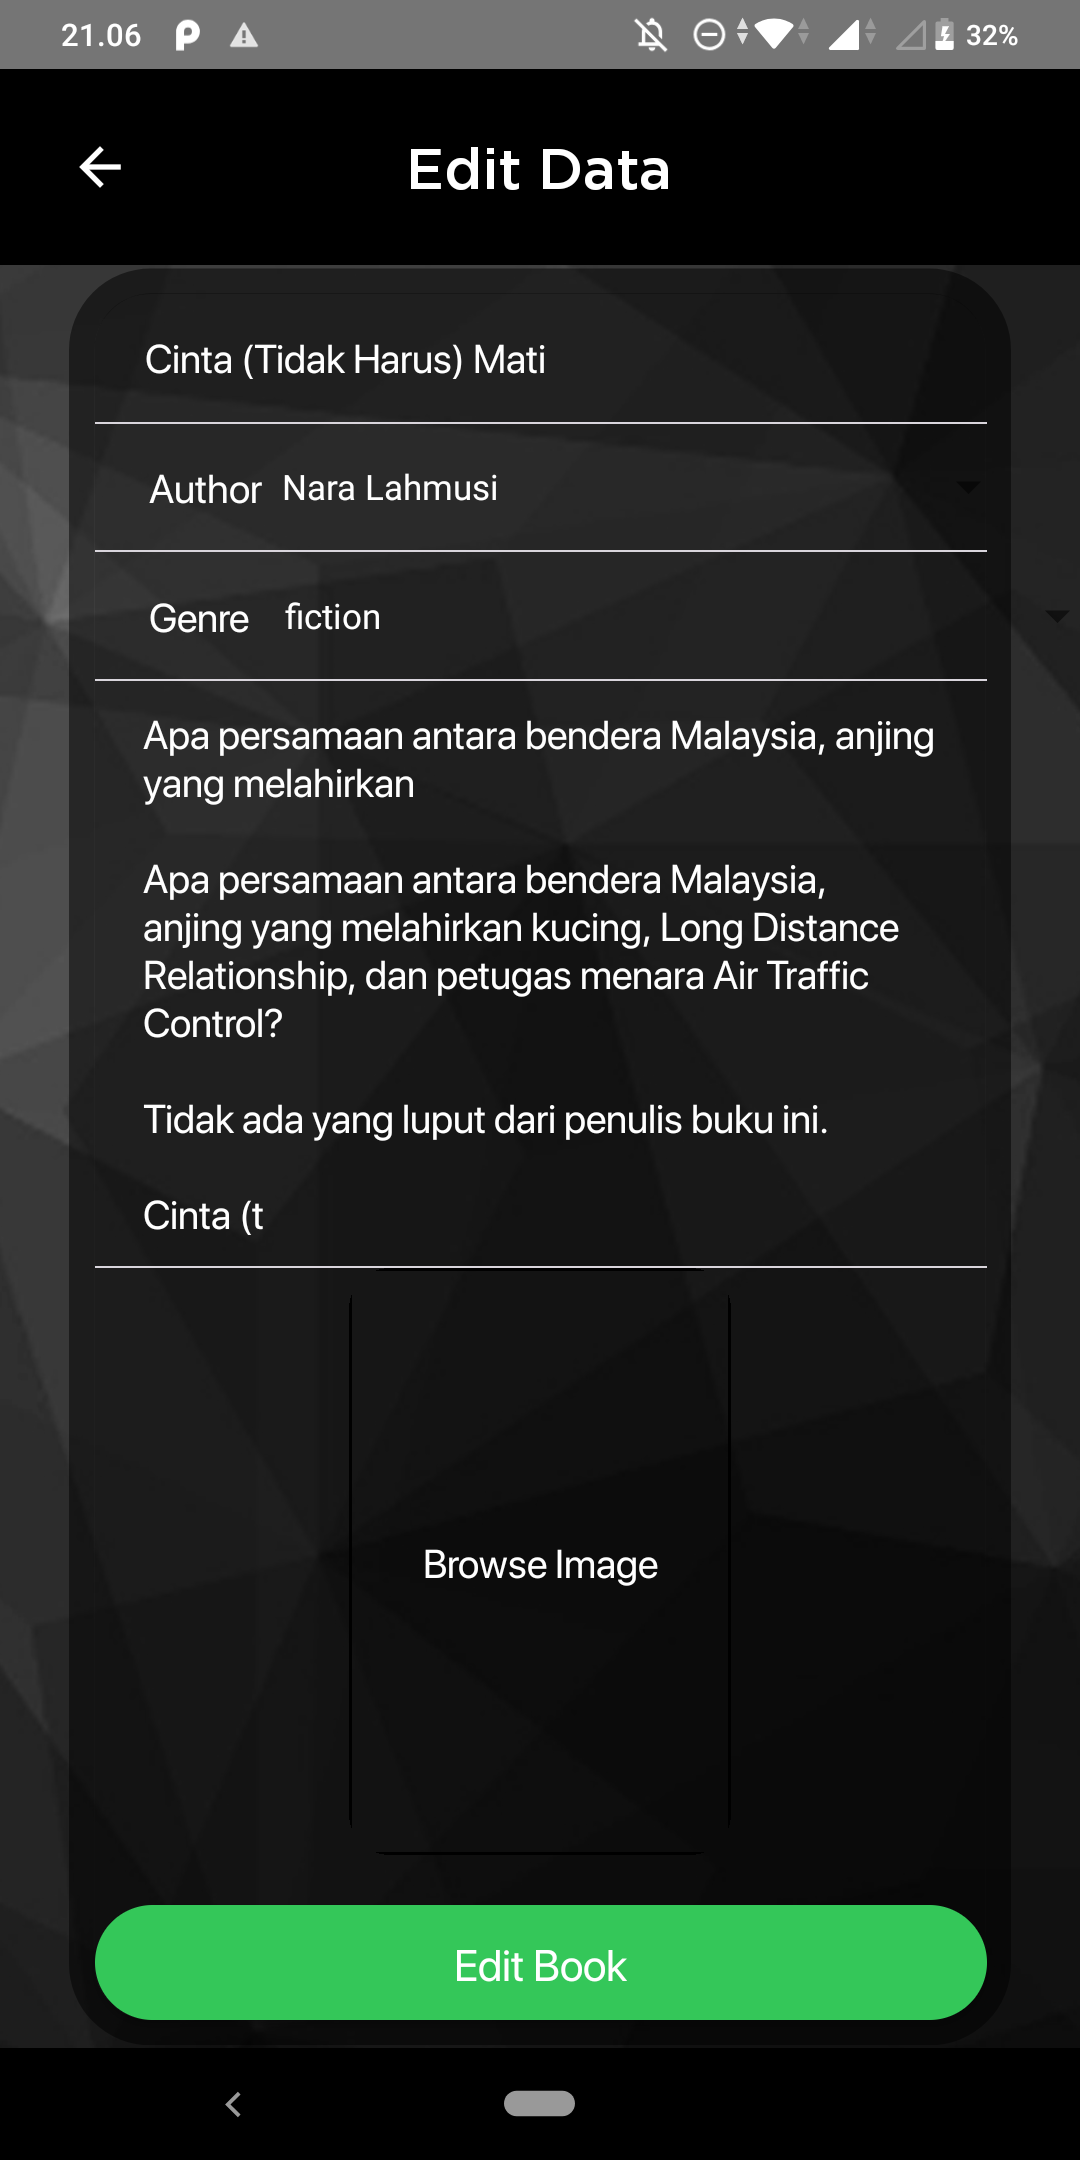 21.06
32%
Edit Data
Cinta (Tidak Harus) Mati
Author Nara Lahmusi
Genre fiction
Apa persamaan antara bendera Malaysia, anjing
yang melahirkan
Apa persamaan antara bendera Malaysia,
anjing yang melahirkan kucing, Long Distance
Relationship, dan petugas menara Air Traffic
Control?
Tidak ada yang luput dari penulis buku ini.
Cinta (t
Browse Image
Edit Book